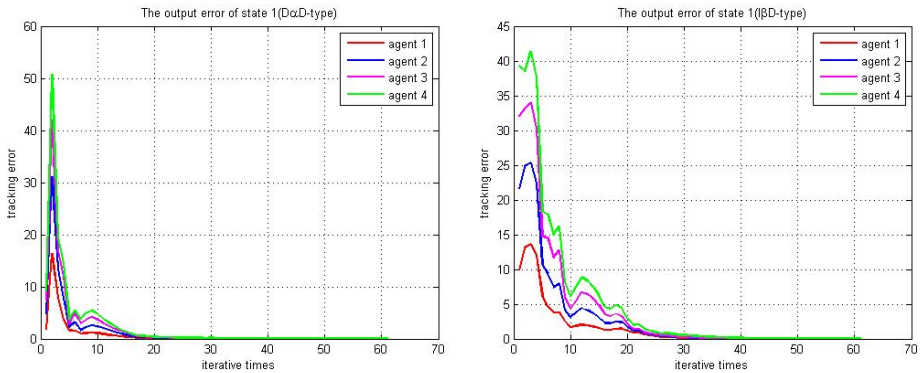 The output error of state 1(DαD-type)
60
50
40
30
20
10
0
tracking error
0 10 20 30 40 50 60 70
iterative times
agent 1
agent 2
agent 3
agent 4
The output error of state 1(IβD-type)
45
40
35
30
25
20
15
10
5
0
tracking error
0 10 20 30 40 50 60 70
iterative times
agent 1
agent 2
agent 3
agent 4